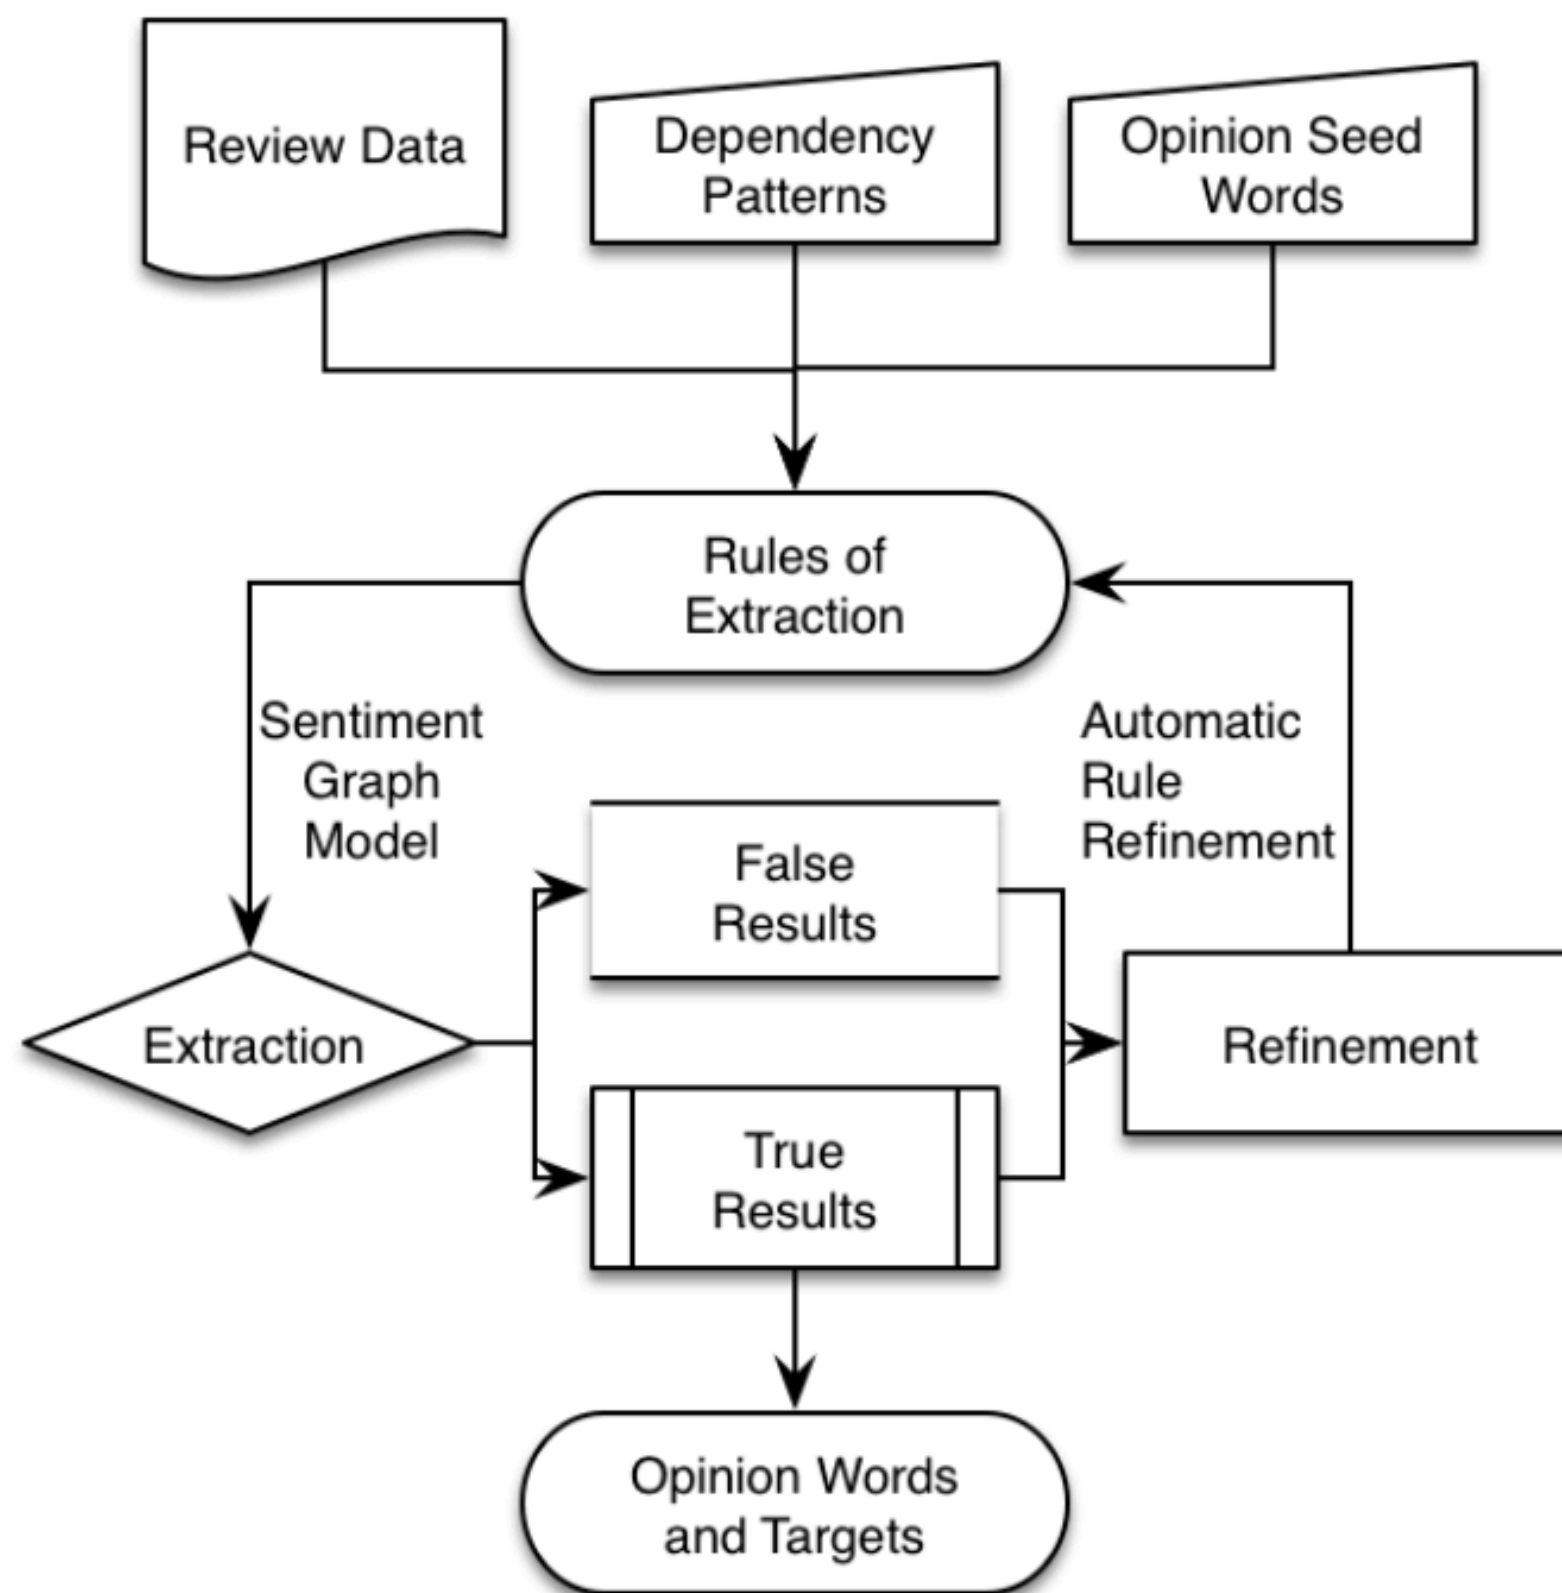 Review Data
Dependency
Patterns
Opinion Seed
Words
Rules of
Extraction
Sentiment
Graph
Model
Automatic
Rule
Refinement
False
Results
Extraction
Refinement
True
Results
Opinion Words
and Targets